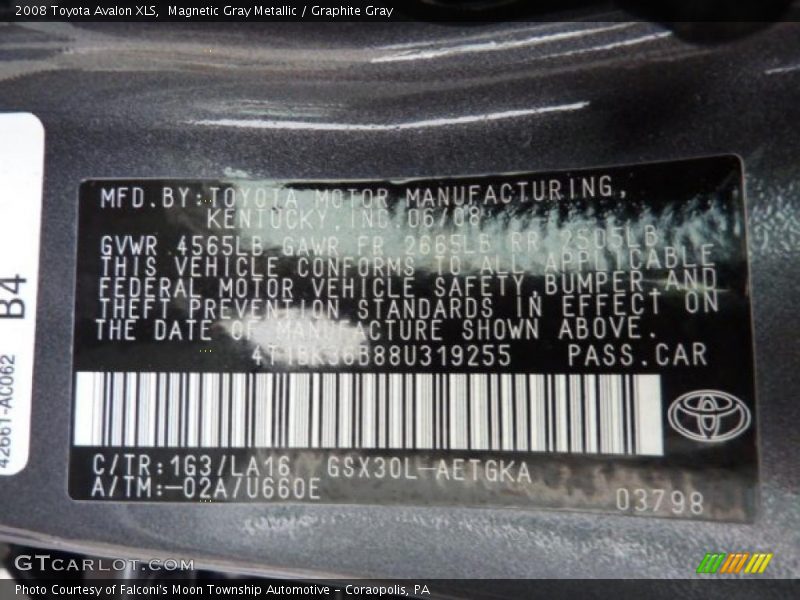 2008 Toyota Avalon XLS,  Magnetic Gray Metallic / Graphite Gray
MFD.BY:TOYOTA MOTOR MANUFACTURING,
KENTUCKY,INC 06/08
GVWR 4565LB GAWR FR 2665LB RR 2505LB
THIS VEHICLE CONFORMS TO ALL APPLICABLE
FEDERAL MOTOR VEHICLE SAFETY BUMPER AND
THEFT PREVENTION STANDARDS IN EFFECT ON
THE DATE OF MANUFACTURE SHOWN ABOVE.
4T1BK36B88U319255 PASS.CAR
C/TR:1G3/LA16 GSX30L-AETGKA
A/TM:-02A/U660E
03798
42661-AC062
B4
GTCARLOT.COM
Photo Courtesy of Falconi's Moon Township Automotive - Coraopolis, PA